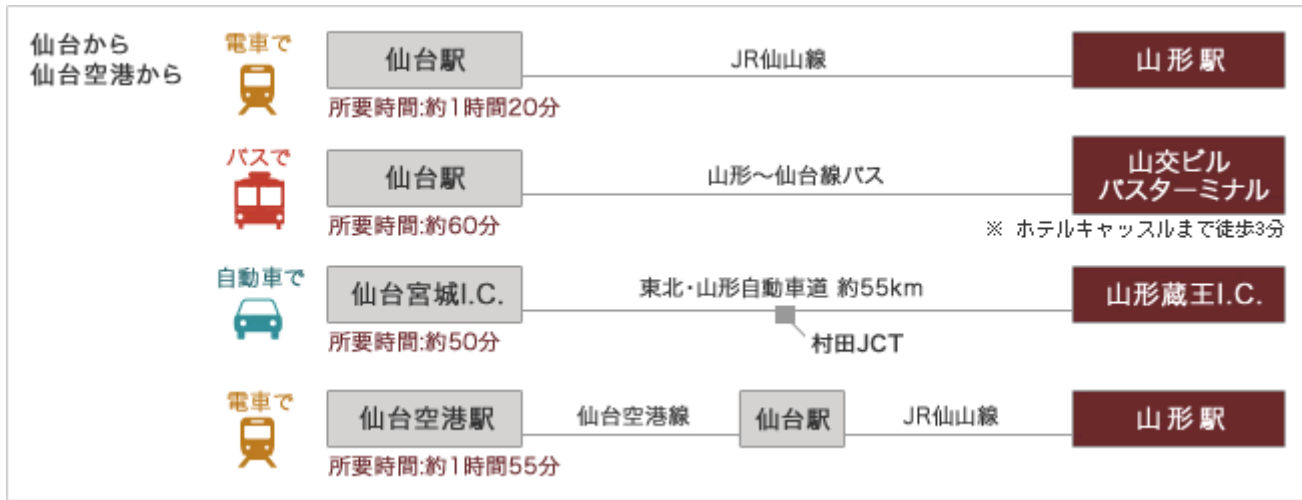 仙台から
仙台空港から
電車で
仙台駅
JR仙山線
山形駅
所要時間:約1時間20分
バスで
仙台駅
山形～仙台線バス
山交ビル
バスターミナル
所要時間:約60分
※ ホテルキャッスルまで徒歩3分
自動車で
仙台宮城I.C.
東北・山形自動車道 約55km
山形蔵王I.C.
所要時間:約50分
村田JCT
電車で
仙台空港駅
仙台空港線
仙台駅
JR仙山線
山形駅
所要時間:約1時間55分